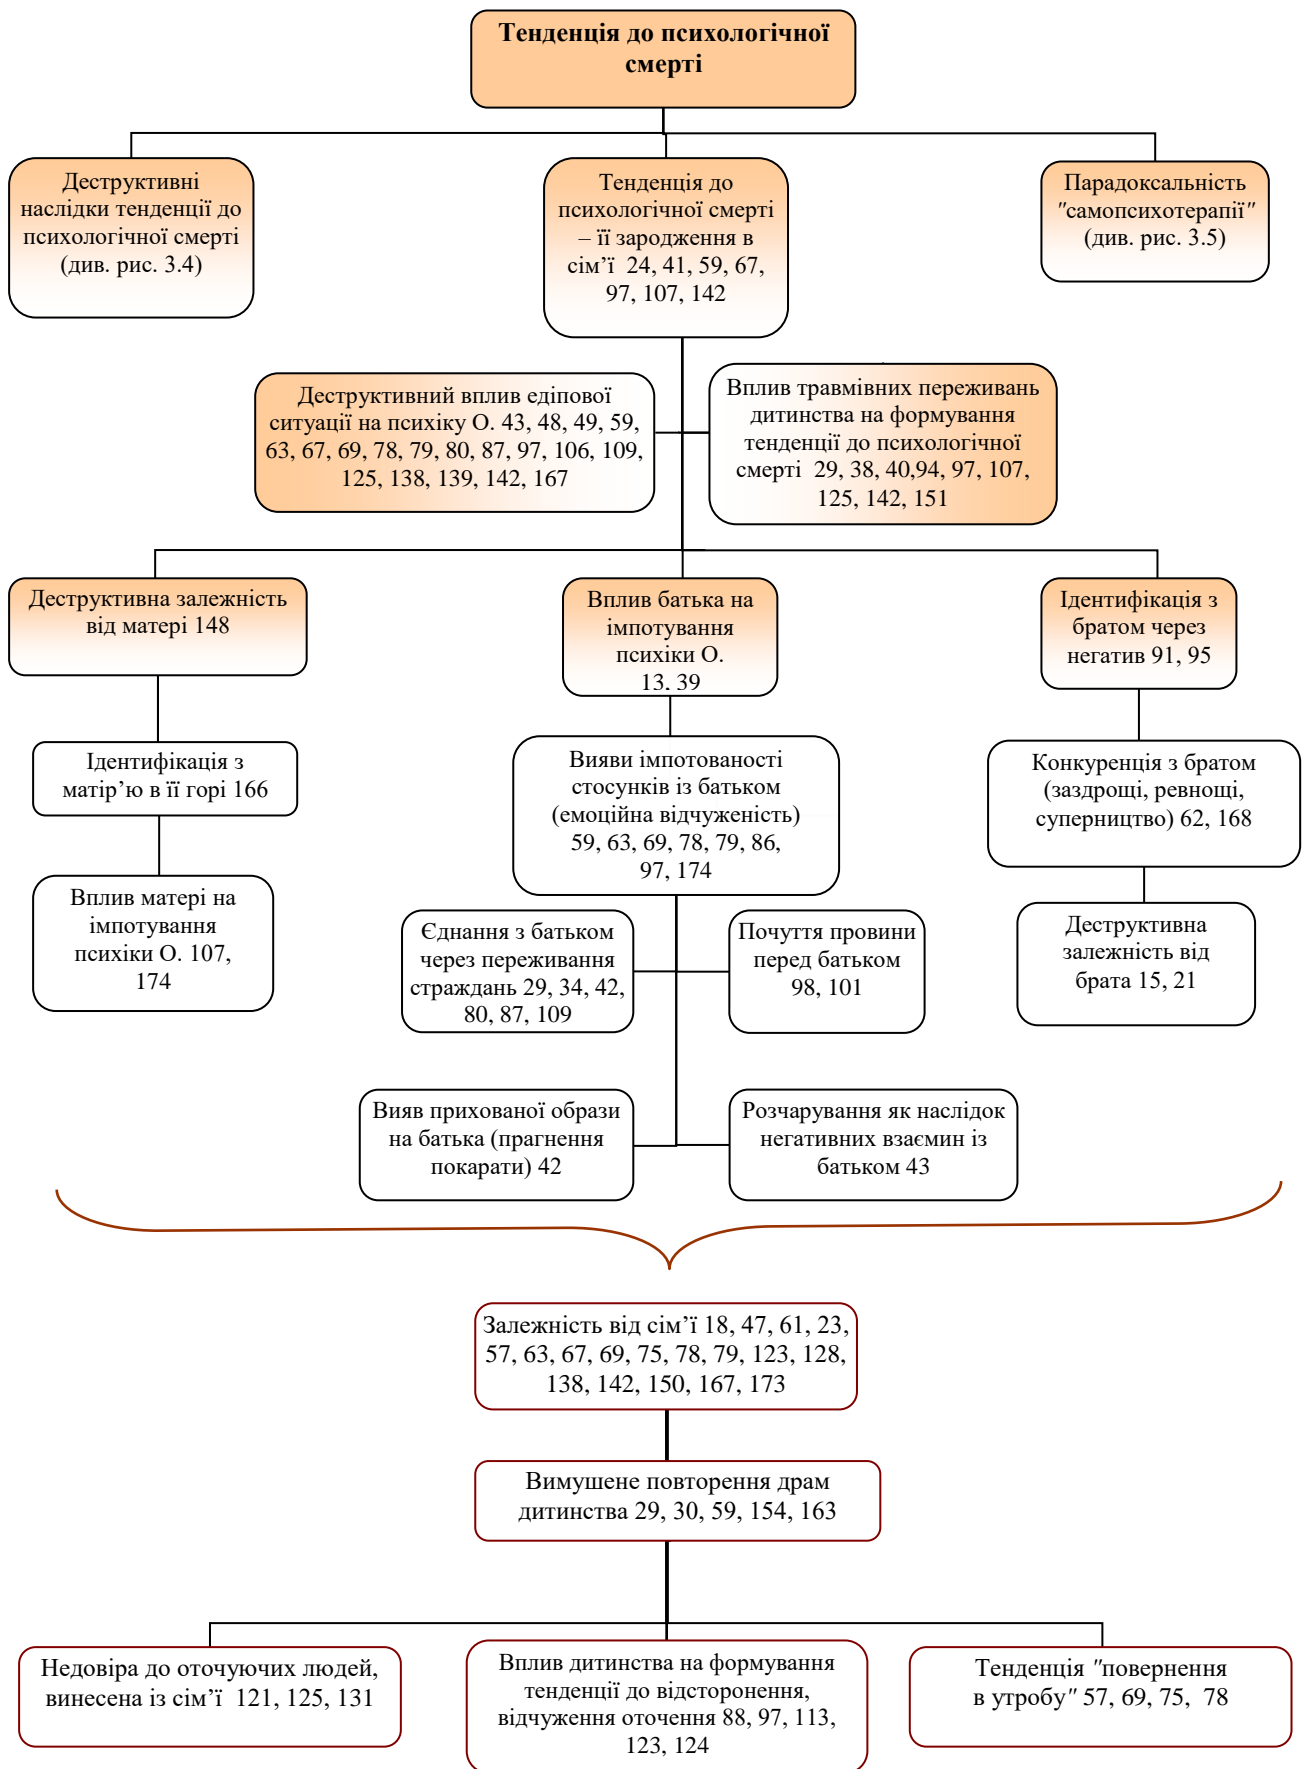 Тенденція до психологічної
смерті
Деструктивні
наслідки тенденції до
психологічної смерті
(див. рис. 3.4)
Тенденція до
психологічної смерті
– її зародження в
сім’ї 24, 41, 59, 67,
97, 107, 142
Парадоксальність
"самопсихотерапії"
(див. рис. 3.5)
Деструктивний вплив едіпової
ситуації на психіку О. 43, 48, 49, 59,
63, 67, 69, 78, 79, 80, 87, 97, 106, 109,
125, 138, 139, 142, 167
Вплив травмівних переживань
дитинства на формування
тенденції до психологічної
смерті 29, 38, 40,94, 97, 107,
125, 142, 151
Деструктивна залежність
від матері 148
Вплив батька на
імпотування
психіки О.
13, 39
Ідентифікація з
братом через
негатив 91, 95
Ідентифікація з
матір’ю в її горі 166
Вияви імпотованості
стосунків із батьком
(емоційна відчуженість)
59, 63, 69, 78, 79, 86,
97, 174
Конкуренція з братом
(заздрощі, ревнощі,
суперництво) 62, 168
Вплив матері на
імпотування
психіки О. 107,
174
Єднання з батьком
через переживання
страждань 29, 34, 42,
80, 87, 109
Почуття провини
перед батьком
98, 101
Деструктивна
залежність від
брата 15, 21
Вияв прихованої образи
на батька (прагнення
покарати) 42
Розчарування як наслідок
негативних взаємин із
батьком 43
Залежність від сім’ї 18, 47, 61, 23,
57, 63, 67, 69, 75, 78, 79, 123, 128,
138, 142, 150, 167, 173
Вимушене повторення драм
дитинства 29, 30, 59, 154, 163
Недовіра до оточуючих людей,
винесена із сім’ї 121, 125, 131
Вплив дитинства на формування
тенденції до відсторонення,
відчуження оточення 88, 97, 113,
123, 124
Тенденція "повернення
в утробу" 57, 69, 75, 78